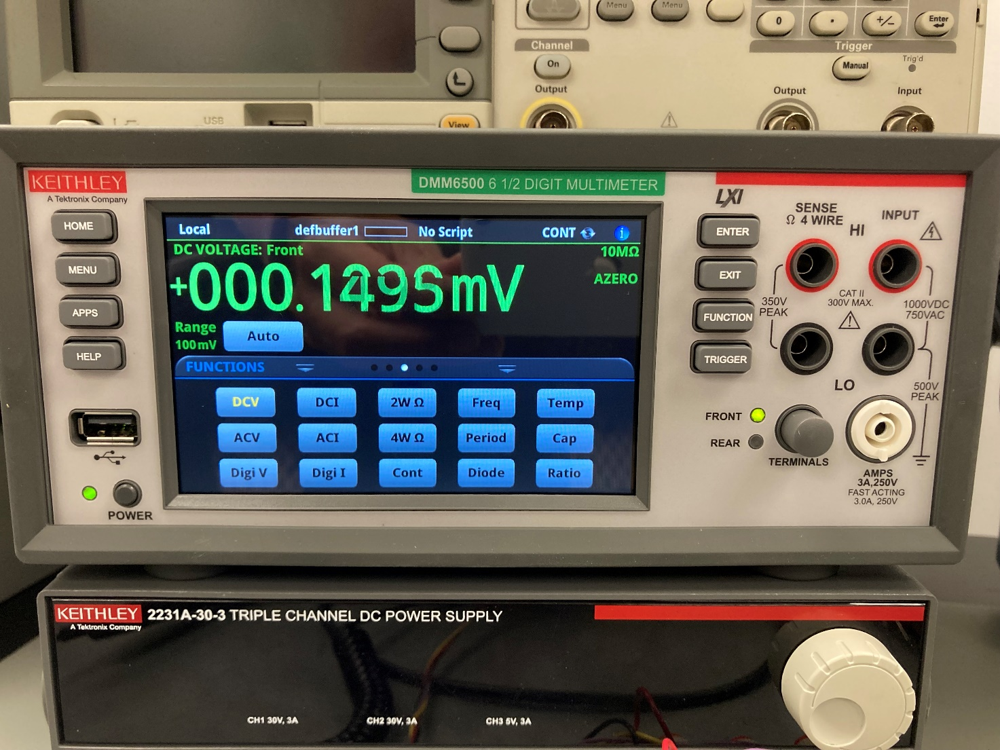 Menu
Menu
0
.
+/-
Enter
Channel
On
Output
Trigger
Manual
Trig'd
Output
Input
USB
View
KEITHLEY
A Tektronix Company
DMM6500 6 1/2 DIGIT MULTIMETER
LXI
HOME
MENU
APPS
HELP
POWER
Local
defbuffer1
No Script
CONT
i
DC VOLTAGE: Front
10MΩ
AZERO
mV
Range
100mV
Auto
FUNCTIONS
DCV
DCI
2W Ω
Freq
Temp
ACV
ACI
4W Ω
Period
Cap
Digi V
Digi I
Cont
Diode
Ratio
ENTER
EXIT
FUNCTION
TRIGGER
SENSE
Ω 4 WIRE
HI
INPUT
350V
PEAK
CAT II
300V MAX.
1000VDC
750VAC
LO
500V
PEAK
FRONT
REAR
TERMINALS
AMPS
3A,250V
FAST ACTING
3.0A, 250V
KEITHLEY
A Tektronix Company
2231A-30-3 TRIPLE CHANNEL DC POWER SUPPLY
CH1 30V, 3A
CH2 30V, 3A
CH3 5V, 3A